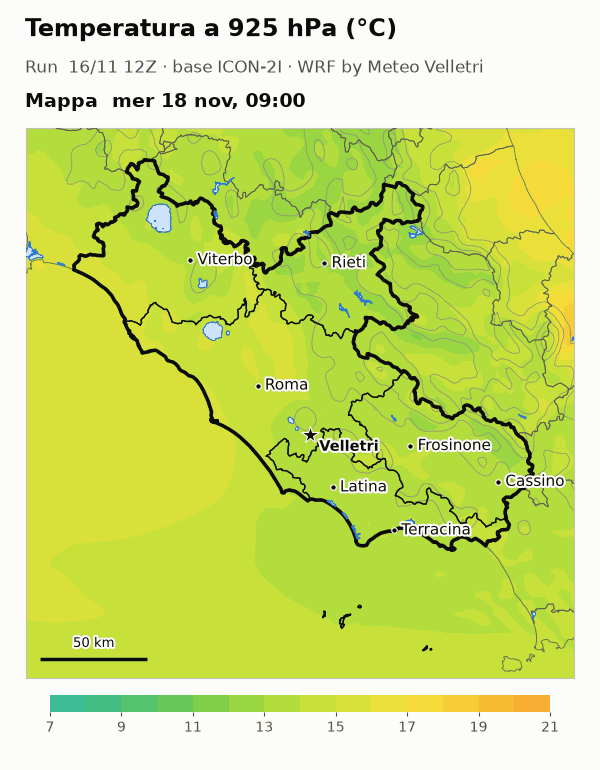 Temperatura a 925 hPa (°C)
Run  16/11 12Z · base ICON-2I · WRF by Meteo Velletri
Mappa  mer 18 nov, 09:00
Viterbo
Rieti
Roma
Velletri
Frosinone
Latina
Cassino
Terracina
50 km
7 9 11 13 15 17 19 21